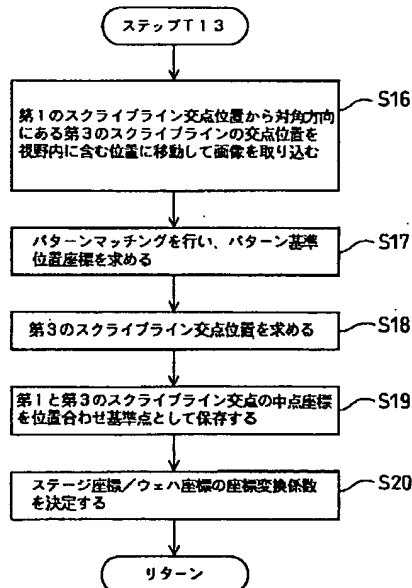 ステップT13
第1のスクライブライン交点位置から対角方向
にある第3のスクライブラインの交点位置を
視野内に含む位置に移動して画像を取り込む
S16
パターンマッチングを行い、パターン基準
位置座標を求める
S17
第3のスクライブライン交点位置を求める
S18
第1と第3のスクライブライン交点の中点座標
を位置合わせ基準点として保存する
S19
ステージ座標/ウェハ座標の座標変換係数
を決定する
S20
リターン